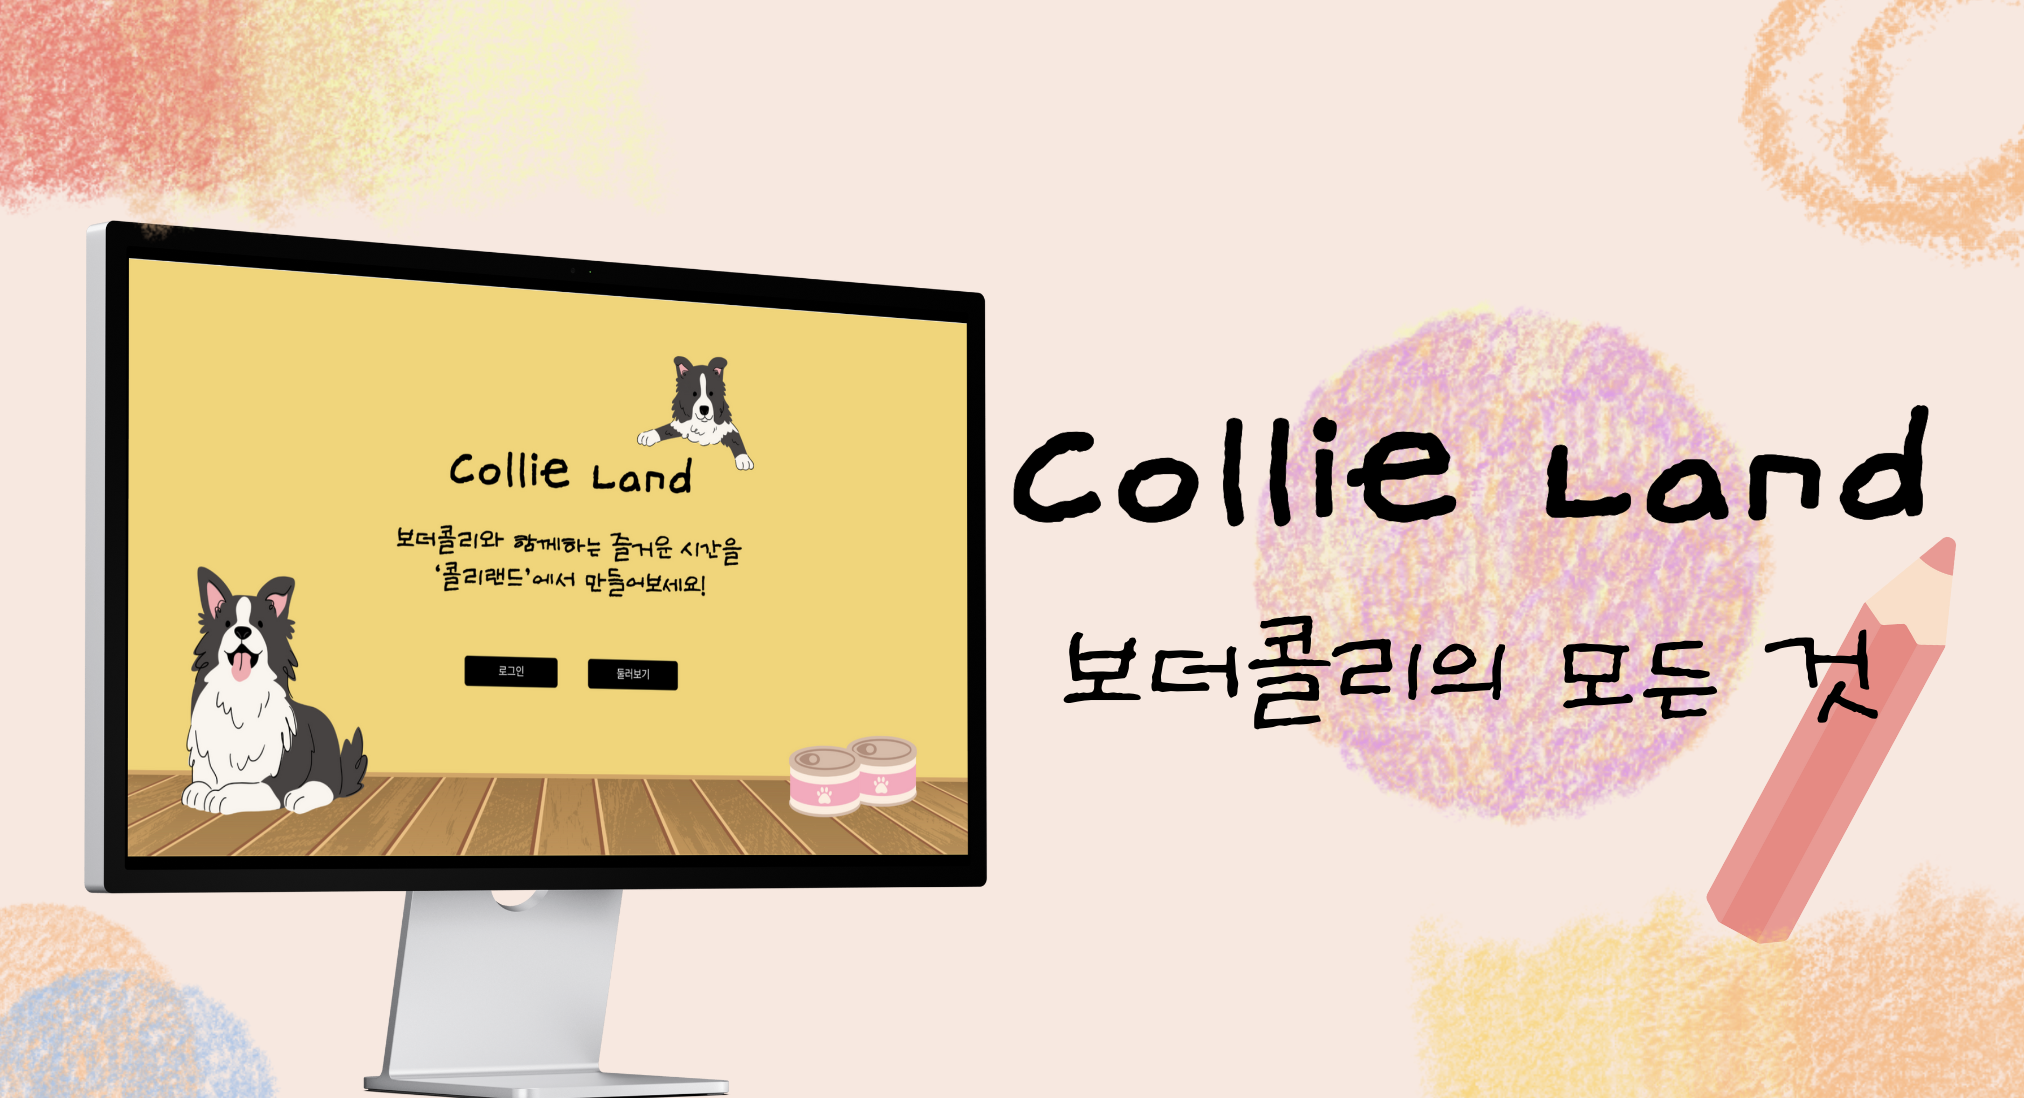 Collie Land
보더콜리와 함께하는 즐거운 시간을
‘콜리랜드’에서 만들어보세요!
로그인
둘러보기
Collie Land
보더콜리의 모든 것